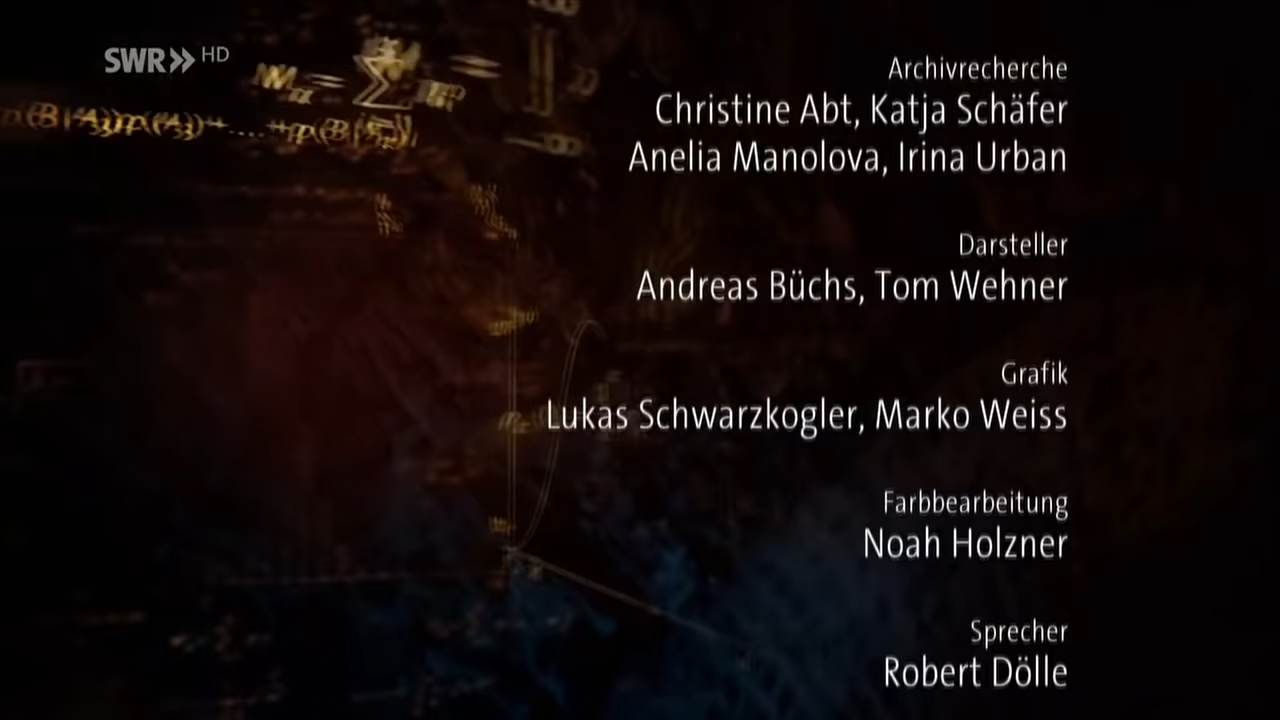 SWR HD
Archivrecherche
Christine Abt, Katja Schäfer
Anelia Manolova, Irina Urban
Darsteller
Andreas Büchs, Tom Wehner
Grafik
Lukas Schwarzkogler, Marko Weiss
Farbbearbeitung
Noah Holzner
Sprecher
Robert Dölle